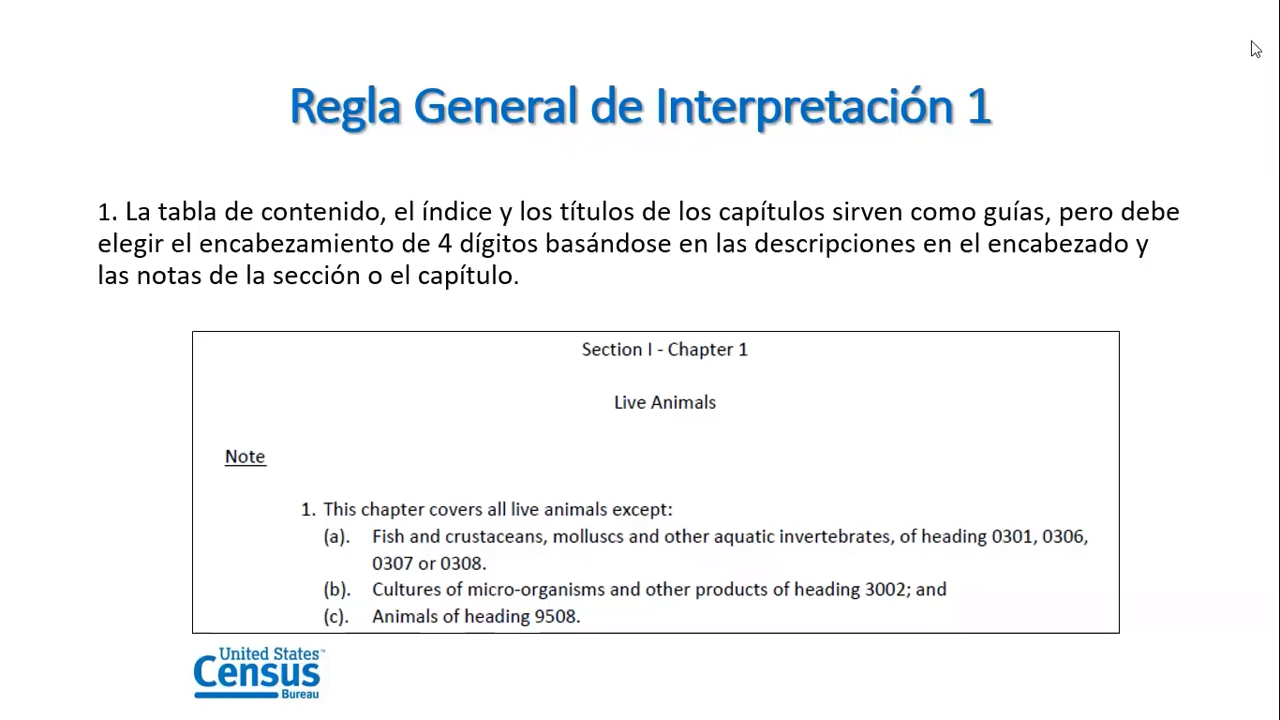 Regla General de Interpretación 1
1. La tabla de contenido, el índice y los títulos de los capítulos sirven como guías, pero debe
elegir el encabezamiento de 4 dígitos basándose en las descripciones en el encabezado y
las notas de la sección o el capítulo.
Section I - Chapter 1
Live Animals
Note
1. This chapter covers all live animals except:
(a). Fish and crustaceans, molluscs and other aquatic invertebrates, of heading 0301, 0306,
0307 or 0308.
(b). Cultures of micro-organisms and other products of heading 3002; and
(c). Animals of heading 9508.
United States™
Census
Bureau